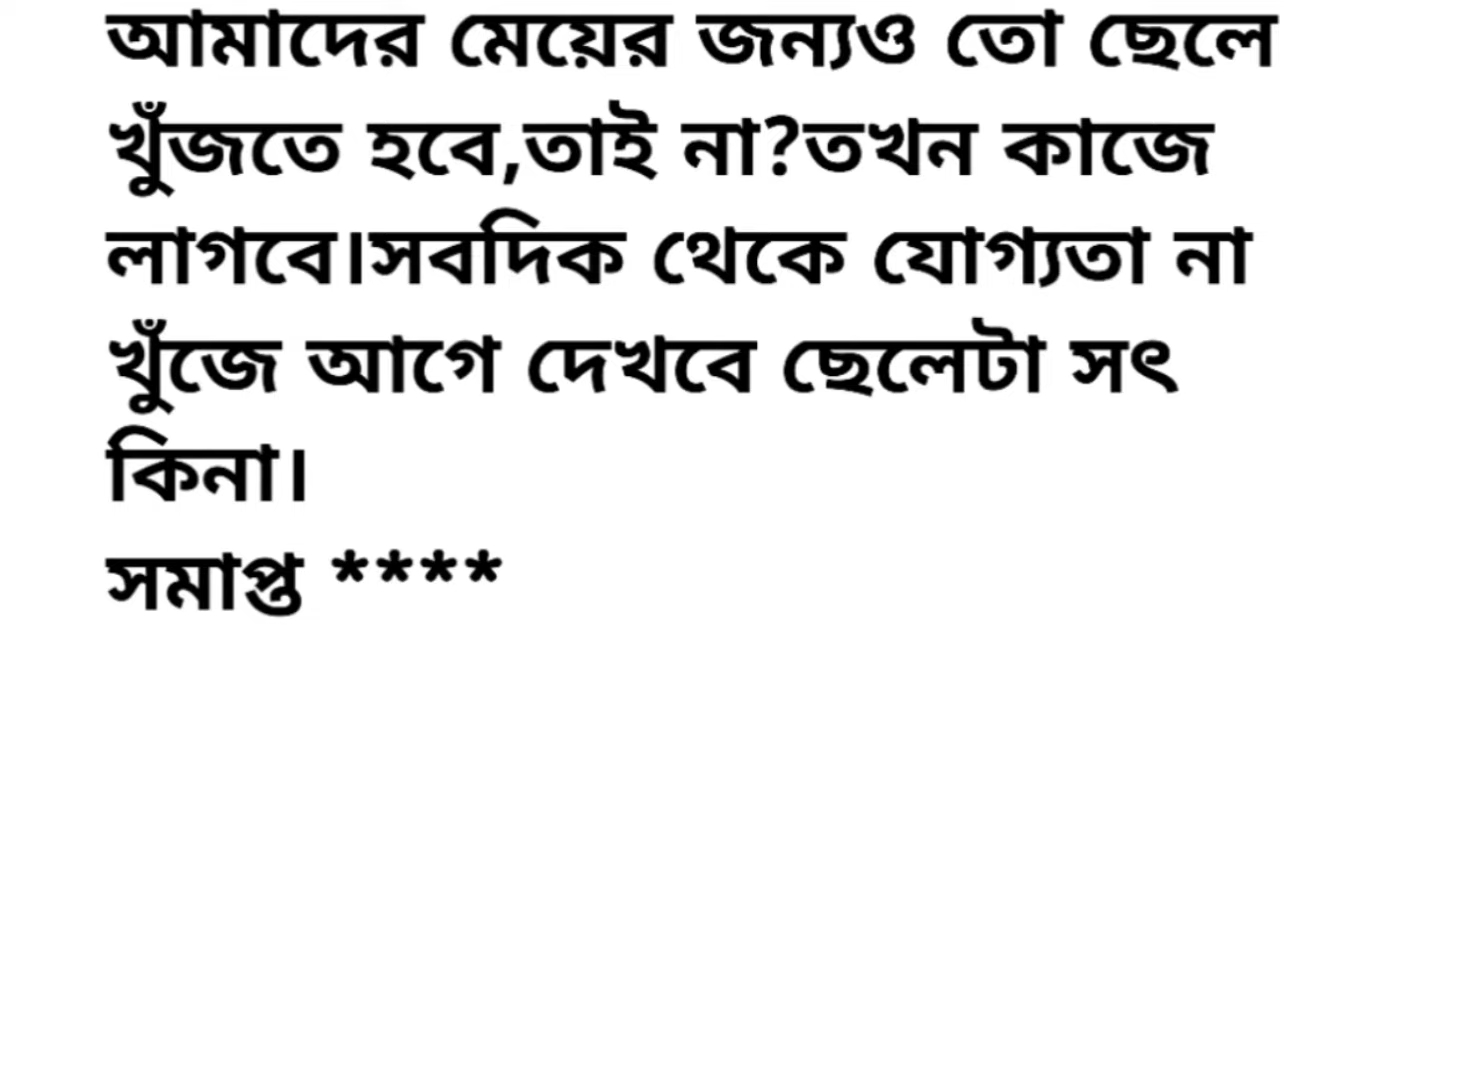 আমাদের মেয়ের জন্যও তো ছেলে
খুঁজতে হবে,তাই না?তখন কাজে
লাগবে।সবদিক থেকে যোগ্যতা না
খুঁজে আগে দেখবে ছেলেটা সৎ
কিনা।
সমাপ্ত ****